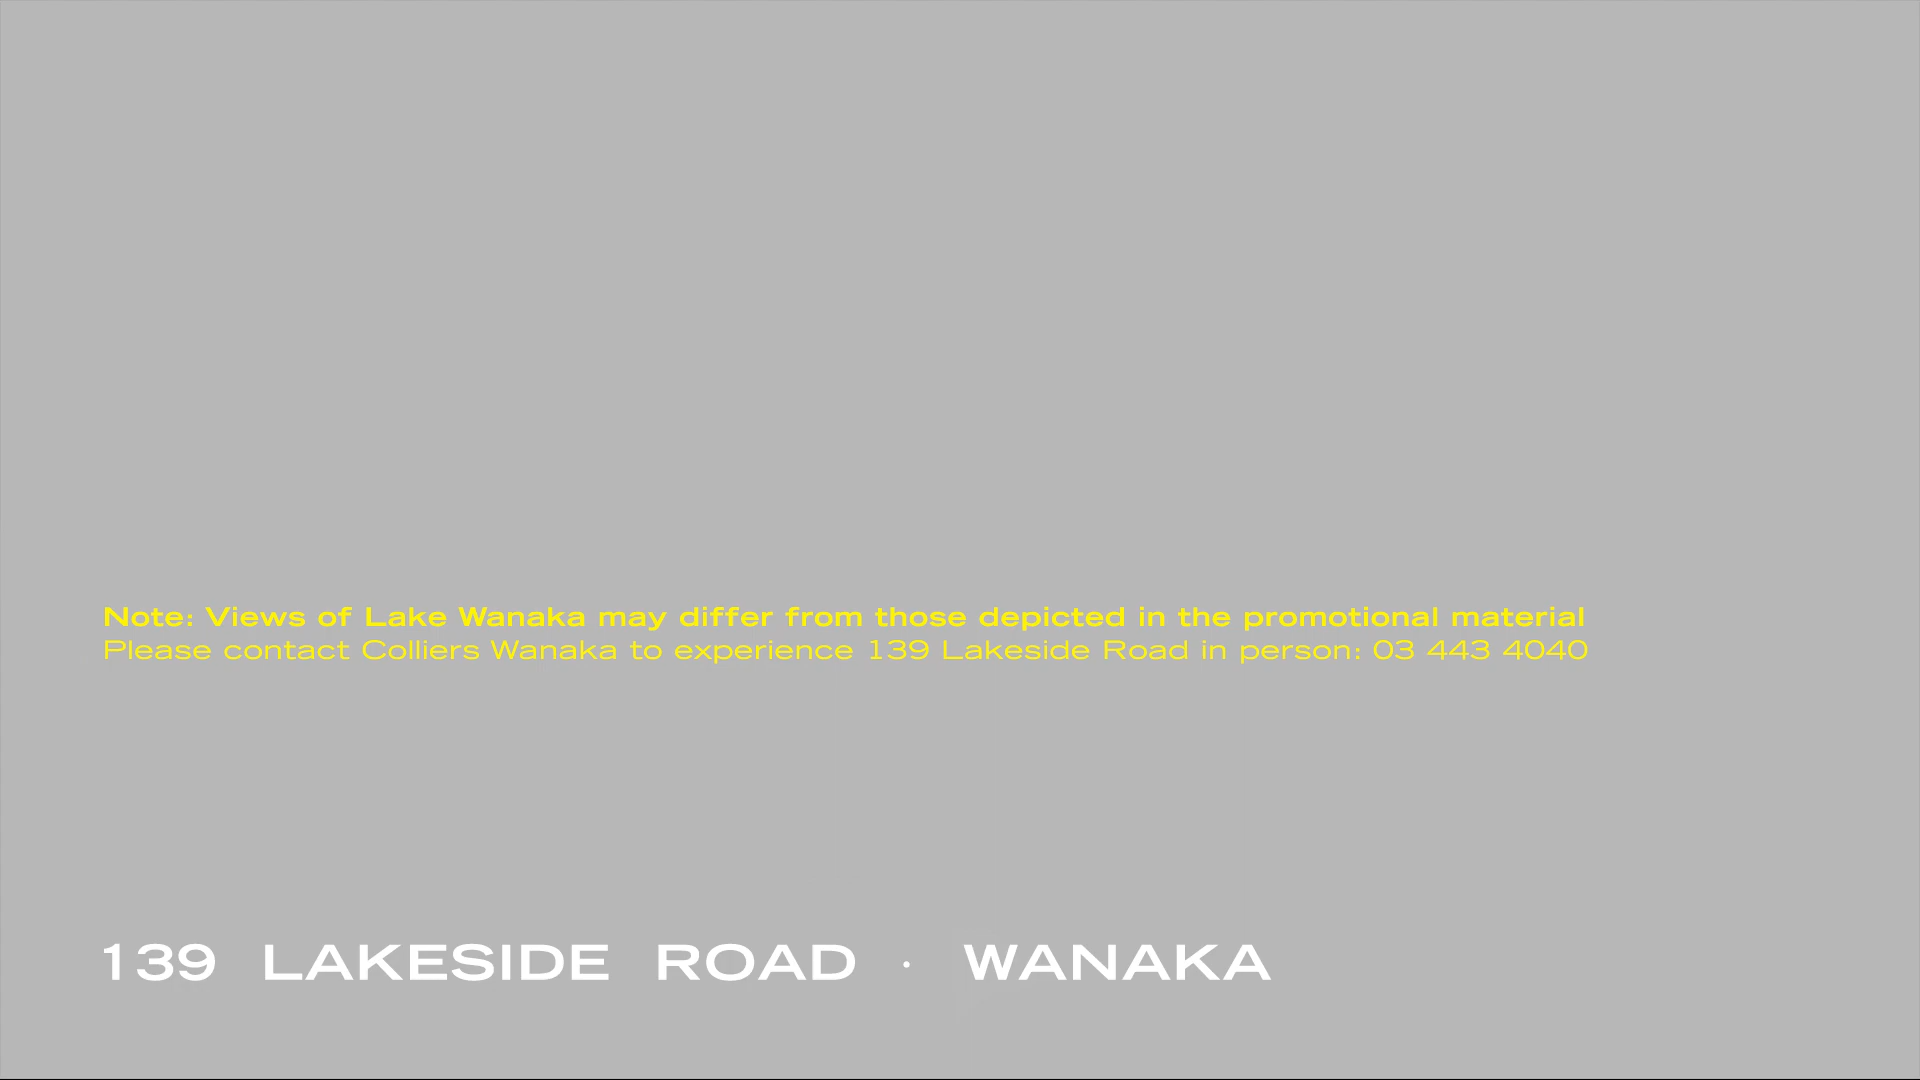 Note: Views of Lake Wanaka may differ from those depicted in the promotional material
Please contact Colliers Wanaka to experience 139 Lakeside Road in person: 03 443 4040
139 LAKESIDE ROAD · WANAKA